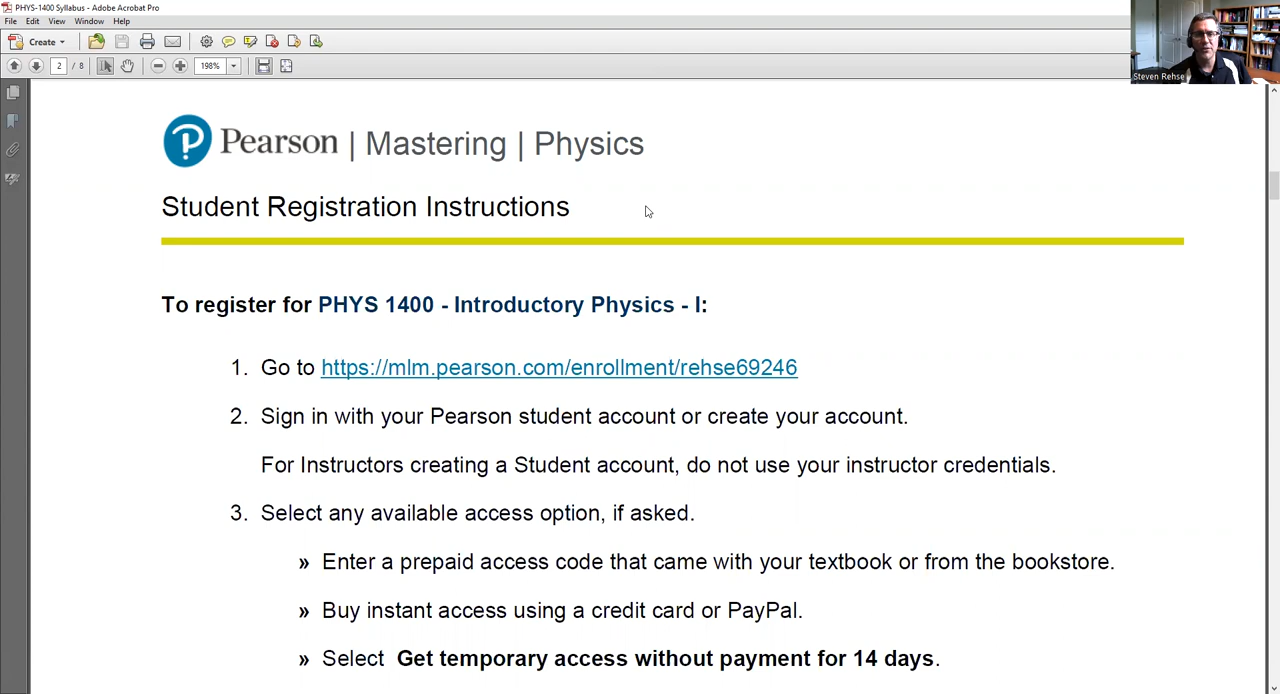 PHYS-1400 Syllabus - Adobe Acrobat Pro
File Edit View Window Help
Create
2 / 8 198%
Steven Rehse
Pearson | Mastering | Physics
Student Registration Instructions
To register for PHYS 1400 - Introductory Physics - I:
1. Go to https://mlm.pearson.com/enrollment/rehse69246
2. Sign in with your Pearson student account or create your account.
For Instructors creating a Student account, do not use your instructor credentials.
3. Select any available access option, if asked.
» Enter a prepaid access code that came with your textbook or from the bookstore.
» Buy instant access using a credit card or PayPal.
» Select Get temporary access without payment for 14 days.